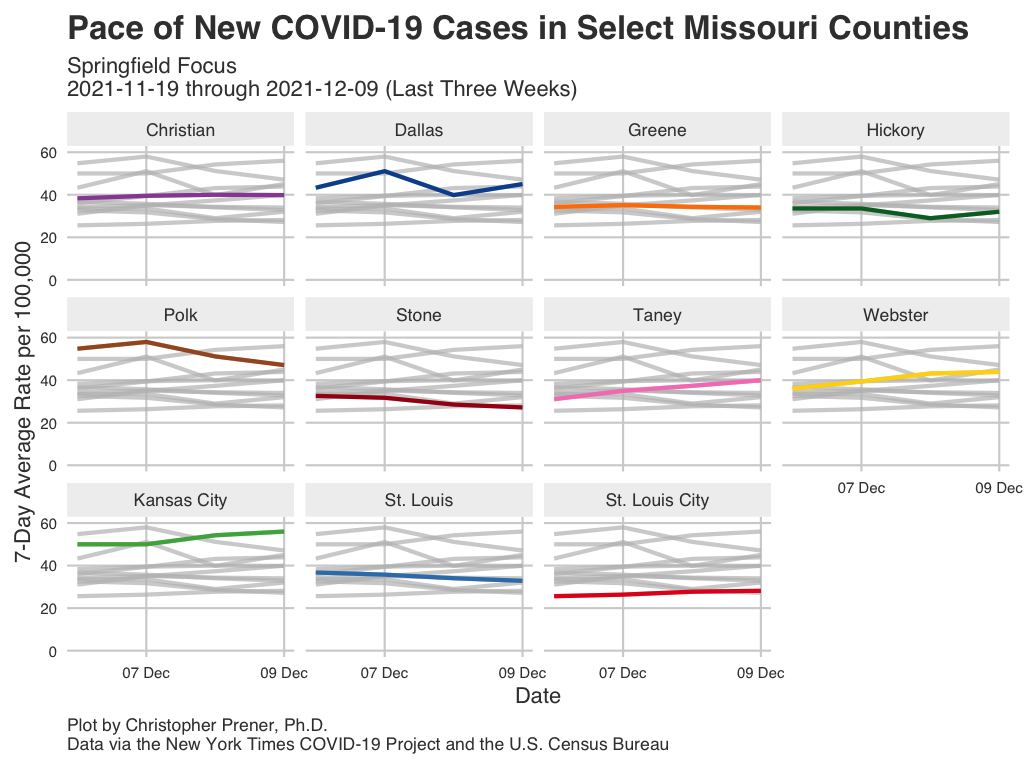 Pace of New COVID-19 Cases in Select Missouri Counties
Springfield Focus
2021-11-19 through 2021-12-09 (Last Three Weeks)
Christian
Dallas
Greene
Hickory
60
40
20
0
Polk
Stone
Taney
Webster
60
40
20
0
07 Dec
09 Dec
Kansas City
St. Louis
St. Louis City
60
40
20
0
07 Dec
09 Dec
07 Dec
09 Dec
07 Dec
09 Dec
7-Day Average Rate per 100,000
Date
Plot by Christopher Prener, Ph.D.
Data via the New York Times COVID-19 Project and the U.S. Census Bureau